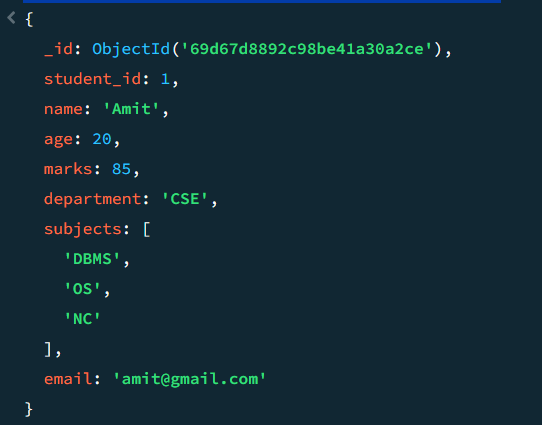 {
_id: ObjectId('69d67d8892c98be41a30a2ce'),
student_id: 1,
name: 'Amit',
age: 20,
marks: 85,
department: 'CSE',
subjects: [
'DBMS',
'OS',
'NC'
],
email: 'amit@gmail.com'
}